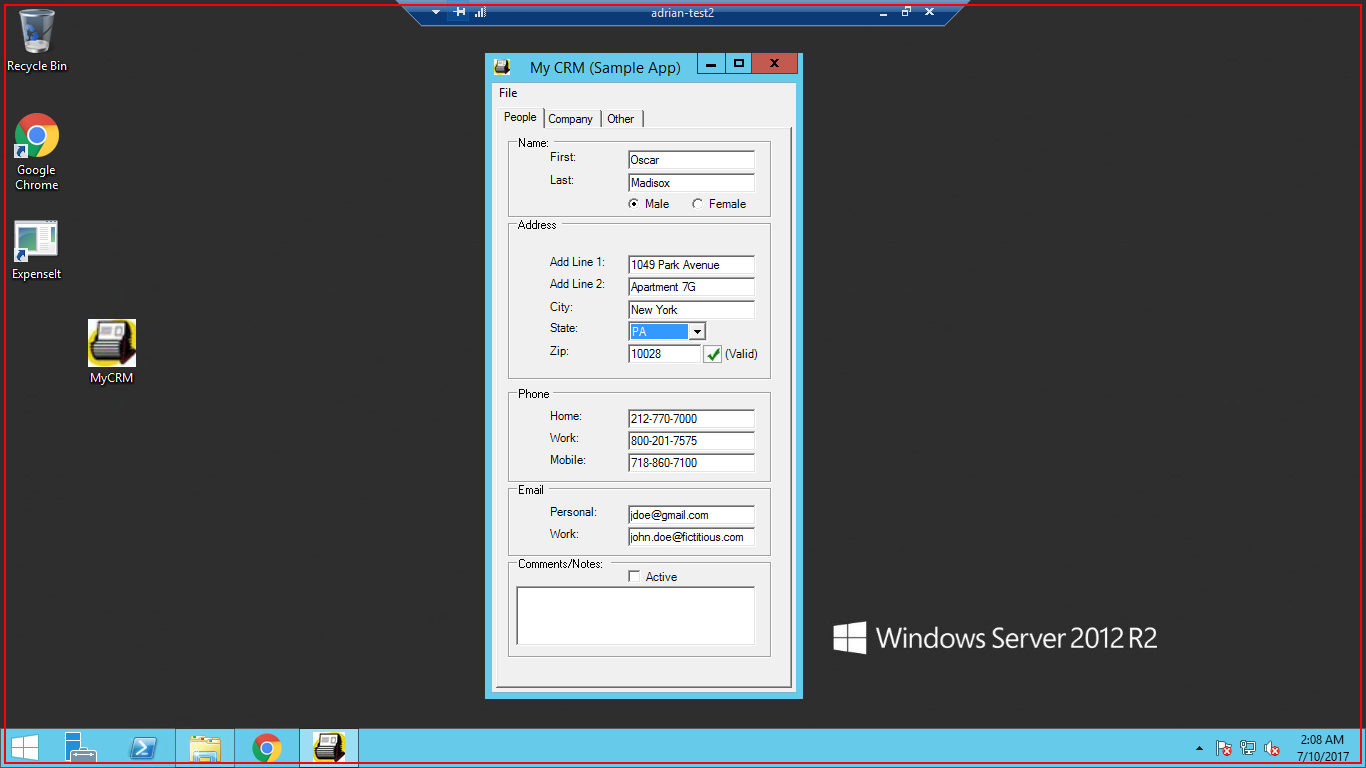 adrian-test2
Recycle Bin
Google
Chrome
ExpenseIt
MyCRM
My CRM (Sample App)
File
People Company Other
Name:
First: Oscar
Last: Madisox
Male Female
Address
Add Line 1: 1049 Park Avenue
Add Line 2: Apartment 7G
City: New York
State: PA
Zip: 10028 (Valid)
Phone
Home: 212-770-7000
Work: 800-201-7575
Mobile: 718-860-7100
Email
Personal: jdoe@gmail.com
Work: john.doe@fictitious.com
Comments/Notes:
Active
Windows Server 2012 R2
2:08 AM
7/10/2017